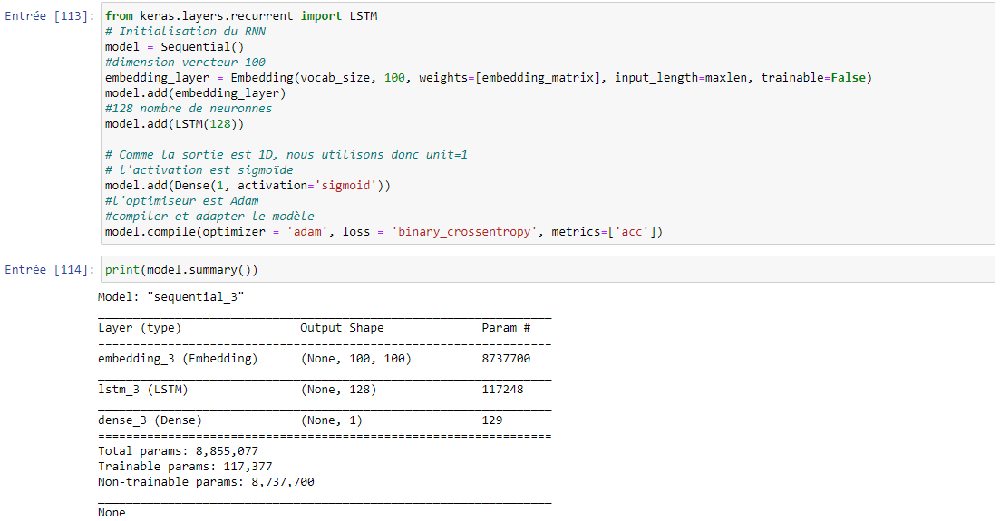 Entrée [113]: from keras.layers.recurrent import LSTM
# Initialisation du RNN
model = Sequential()
#dimension vercteur 100
embedding_layer = Embedding(vocab_size, 100, weights=[embedding_matrix], input_length=maxlen, trainable=False)
model.add(embedding_layer)
#128 nombre de neuronnes
model.add(LSTM(128))
# Comme la sortie est 1D, nous utilisons donc unit=1
# l'activation est sigmoïde
model.add(Dense(1, activation='sigmoid'))
#l'optimiseur est Adam
#compiler et adapter le modèle
model.compile(optimizer = 'adam', loss = 'binary_crossentropy', metrics=['acc'])
Entrée [114]: print(model.summary())
Model: "sequential_3"
_________________________________________________________________
Layer (type)                 Output Shape              Param #
=================================================================
embedding_3 (Embedding)      (None, 100, 100)          8737700
_________________________________________________________________
lstm_3 (LSTM)                (None, 128)               117248
_________________________________________________________________
dense_3 (Dense)              (None, 1)                 129
=================================================================
Total params: 8,855,077
Trainable params: 117,377
Non-trainable params: 8,737,700
_________________________________________________________________
None